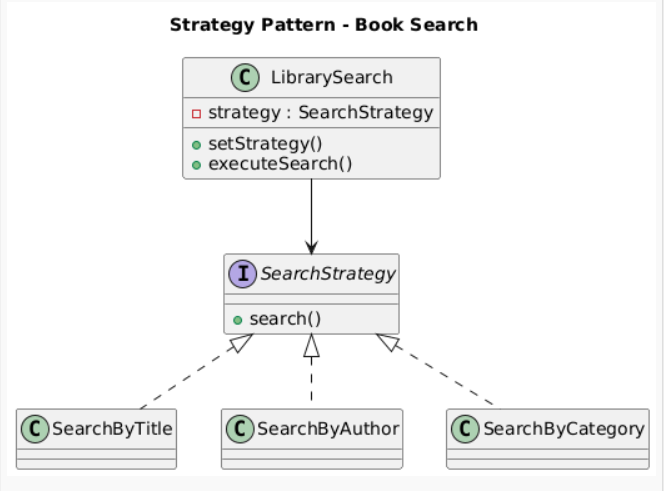 Strategy Pattern - Book Search
C LibrarySearch
strategy : SearchStrategy
setStrategy()
executeSearch()
I SearchStrategy
search()
C SearchByTitle
C SearchByAuthor
C SearchByCategory